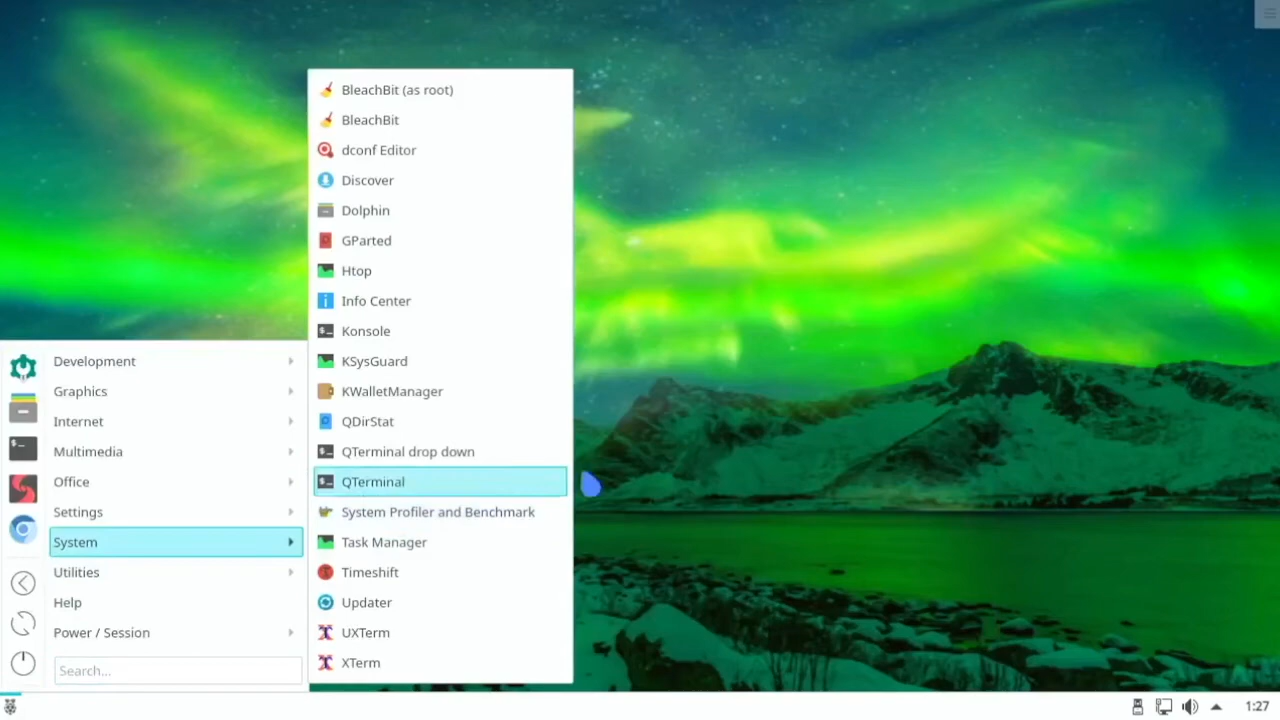 BleachBit (as root)
BleachBit
dconf Editor
Discover
Dolphin
GParted
Htop
Info Center
Konsole
KSysGuard
KWalletManager
QDirStat
QTerminal drop down
QTerminal
System Profiler and Benchmark
Task Manager
Timeshift
Updater
UXTerm
XTerm
Development
Graphics
Internet
Multimedia
Office
Settings
System
Utilities
Help
Power / Session
Search...
1:27